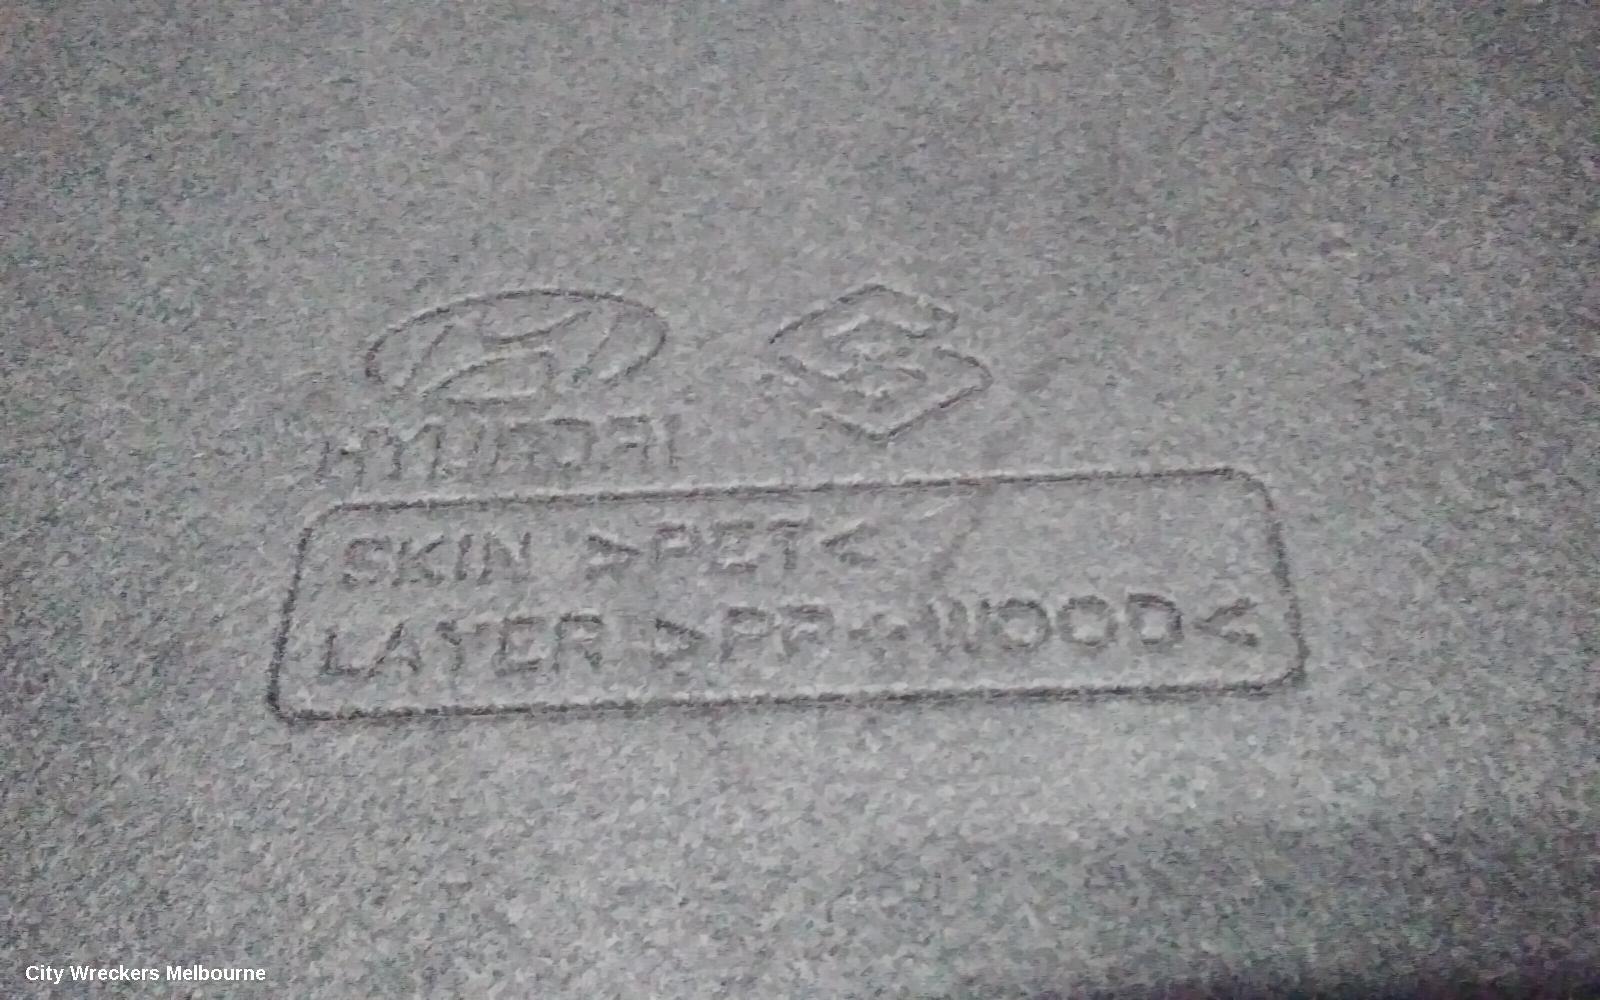 HYUNDAI
SKIN >PET<
LAYER >PP+WOOD<
City Wreckers Melbourne